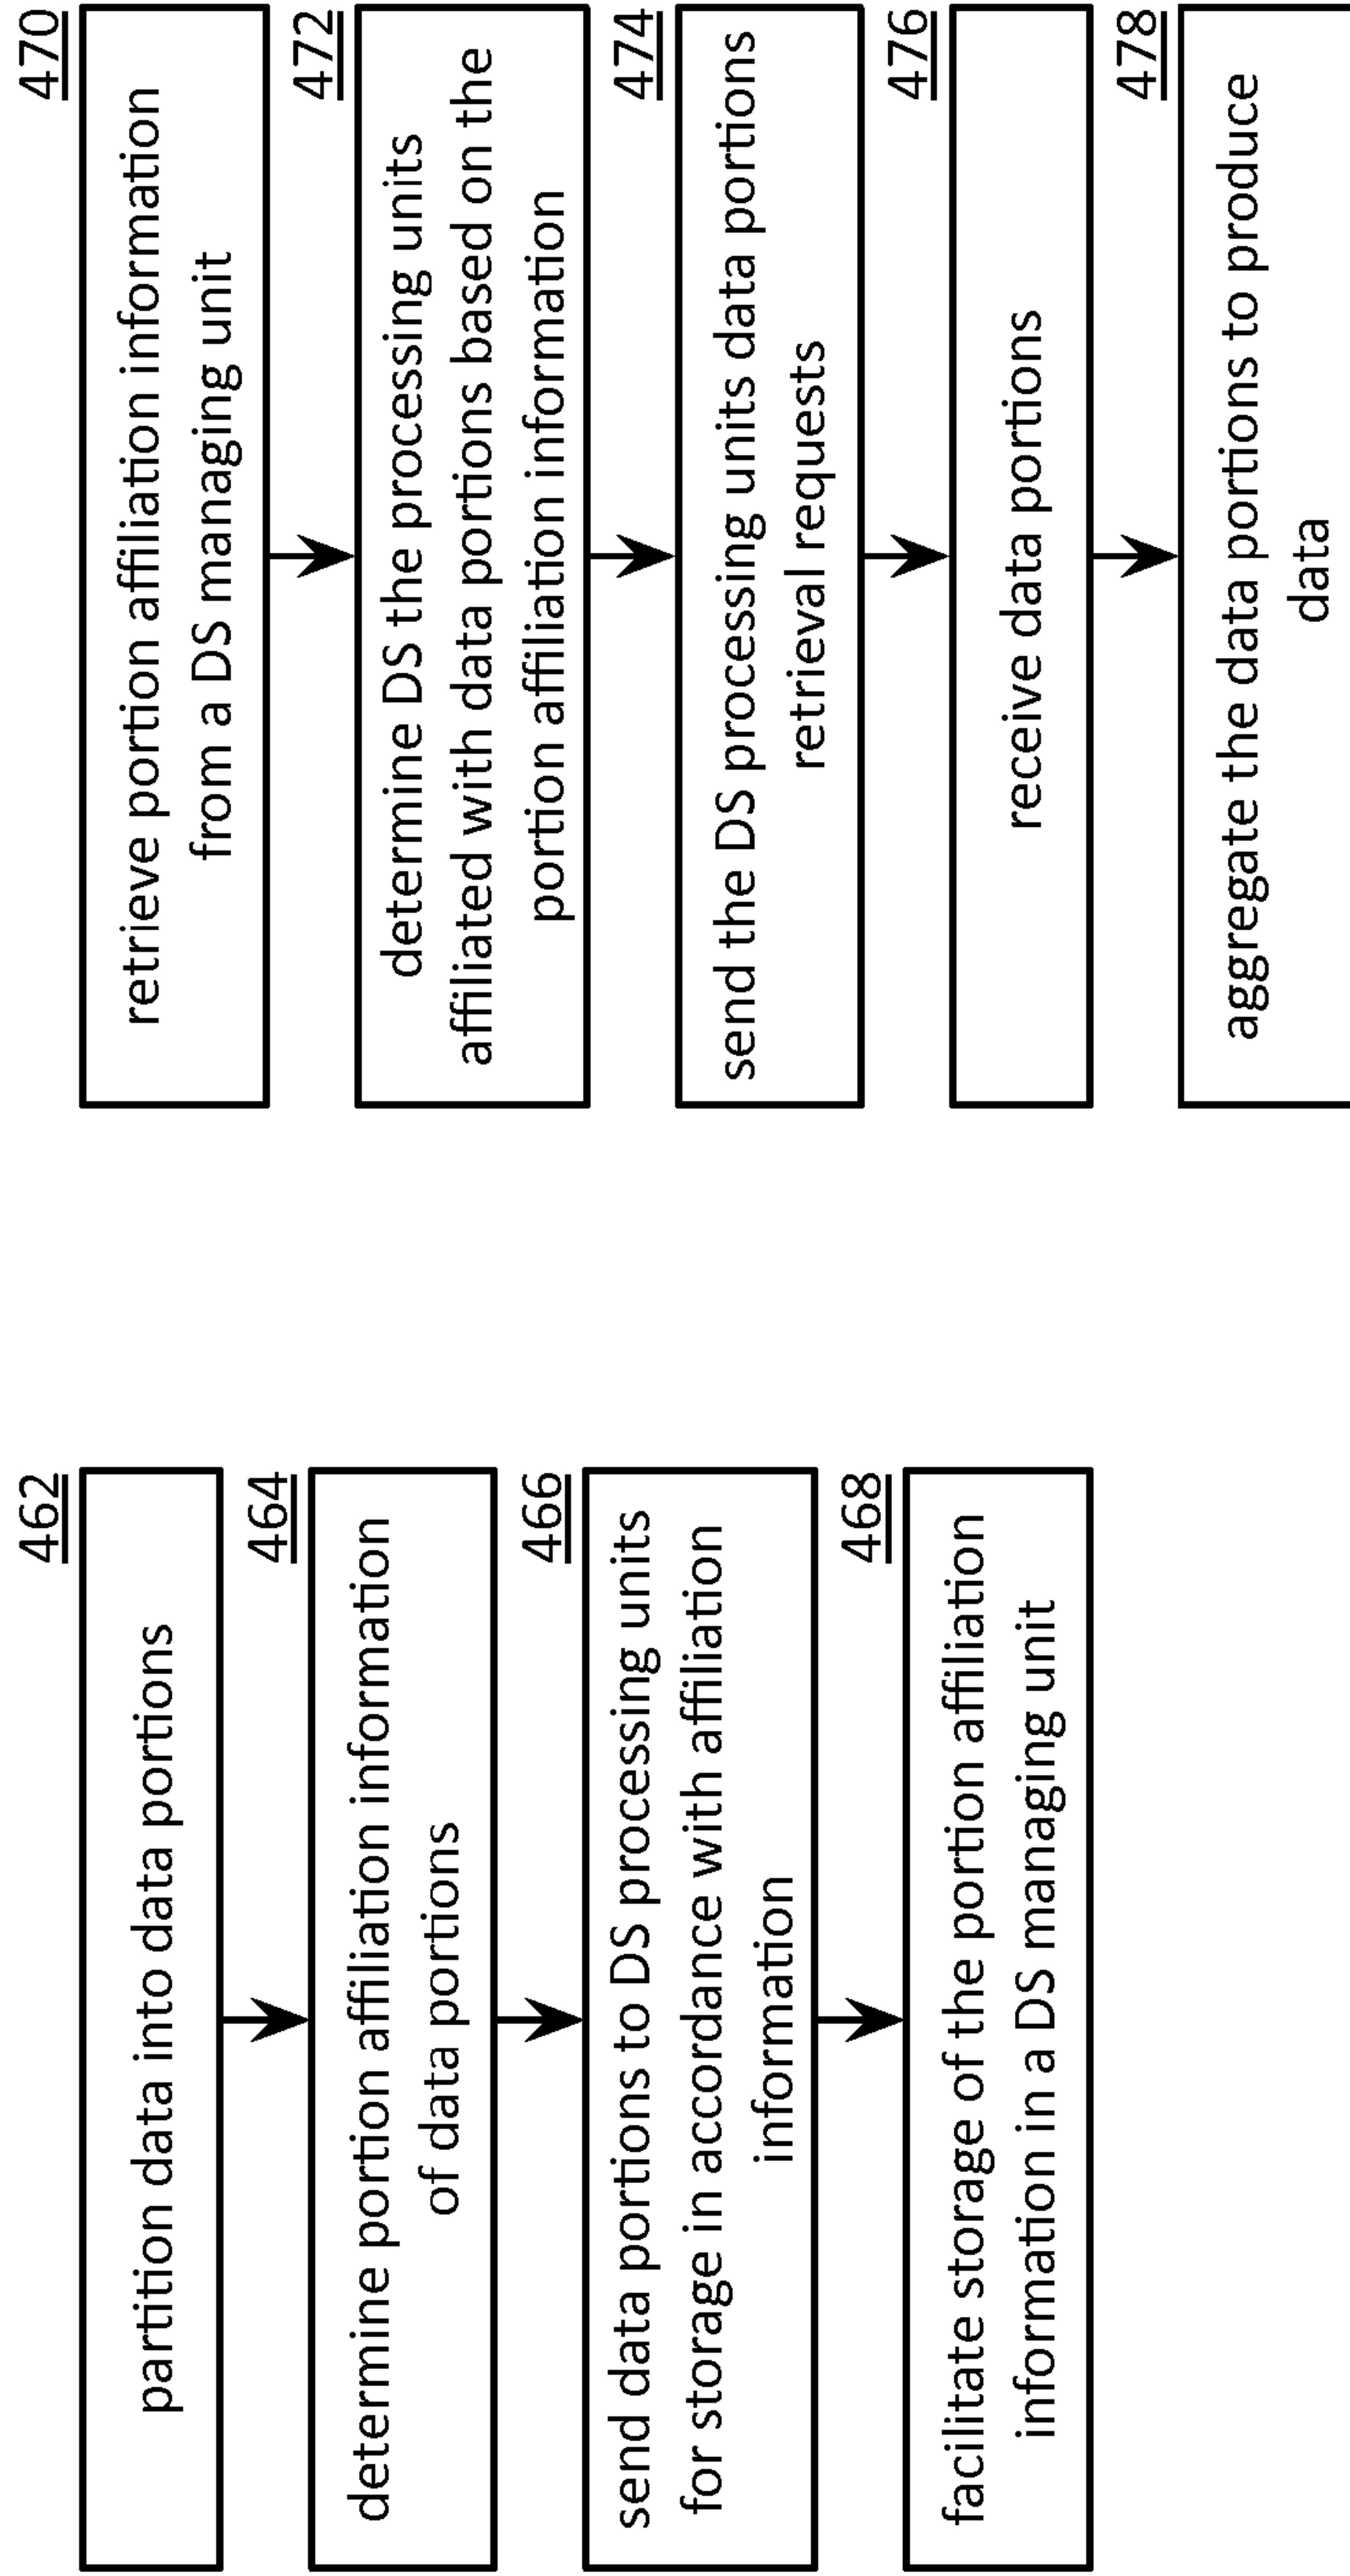 462
partition data into data portions
464
determine portion affiliation information
of data portions
466
send data portions to DS processing units
for storage in accordance with affiliation
information
468
facilitate storage of the portion affiliation
information in a DS managing unit
470
retrieve portion affiliation information
from a DS managing unit
472
determine DS the processing units
affiliated with data portions based on the
portion affiliation information
474
send the DS processing units data portions
retrieval requests
476
receive data portions
478
aggregate the data portions to produce
data